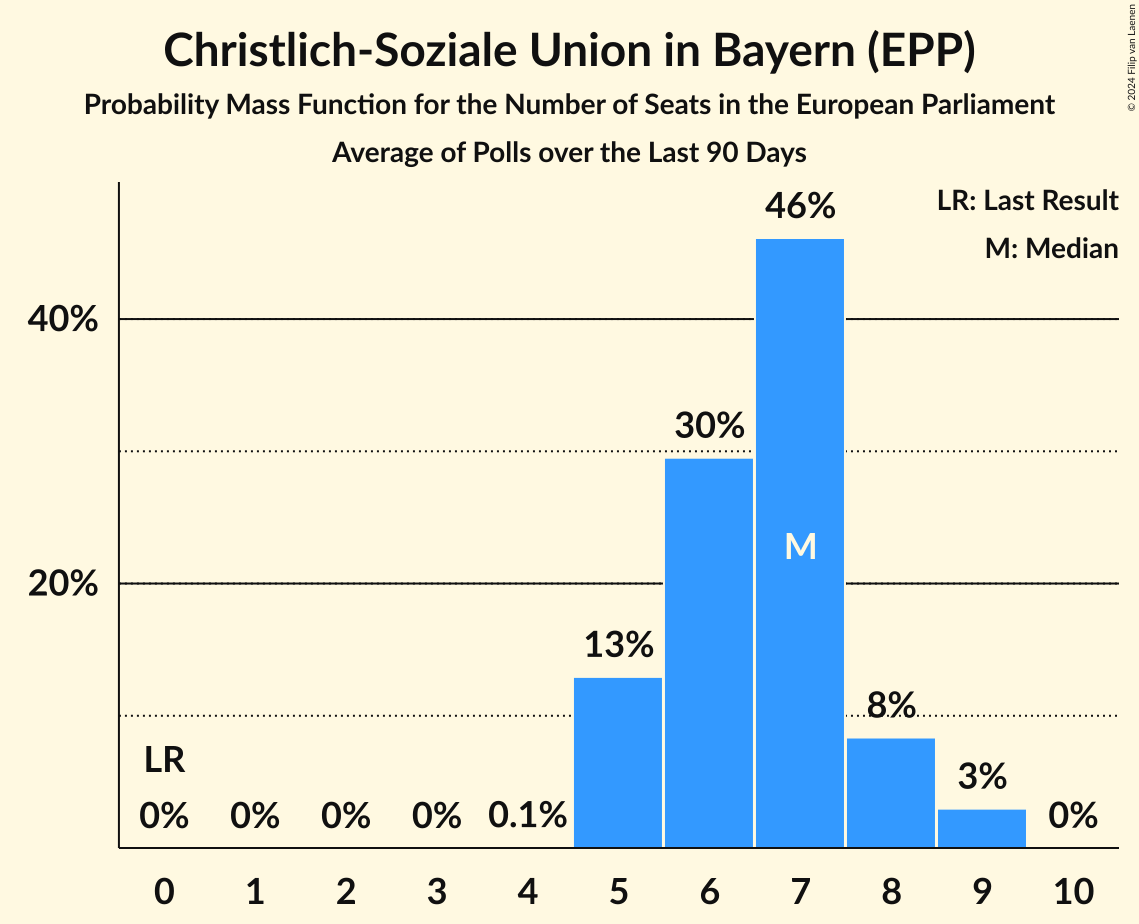 Christlich-Soziale Union in Bayern (EPP)
Probability Mass Function for the Number of Seats in the European Parliament
Average of Polls over the Last 90 Days
© 2024 Filip van Laenen
LR: Last Result
M: Median
46%
40%
30%
M
20%
13%
8%
LR
3%
0% 0% 0% 0% 0.1% 0%
0 1 2 3 4 5 6 7 8 9 10